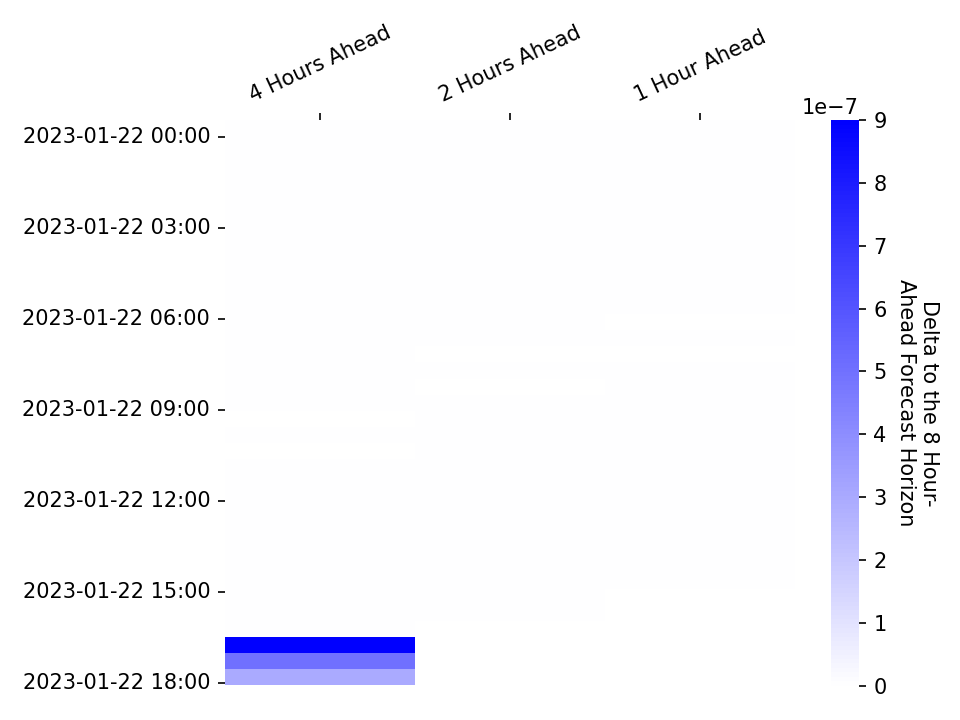 4 Hours Ahead
2 Hours Ahead
1 Hour Ahead
1e−7
2023-01-22 00:00
2023-01-22 03:00
2023-01-22 06:00
2023-01-22 09:00
2023-01-22 12:00
2023-01-22 15:00
2023-01-22 18:00
9
8
7
6
5
4
3
2
1
0
Delta to the 8 Hour-
Ahead Forecast Horizon